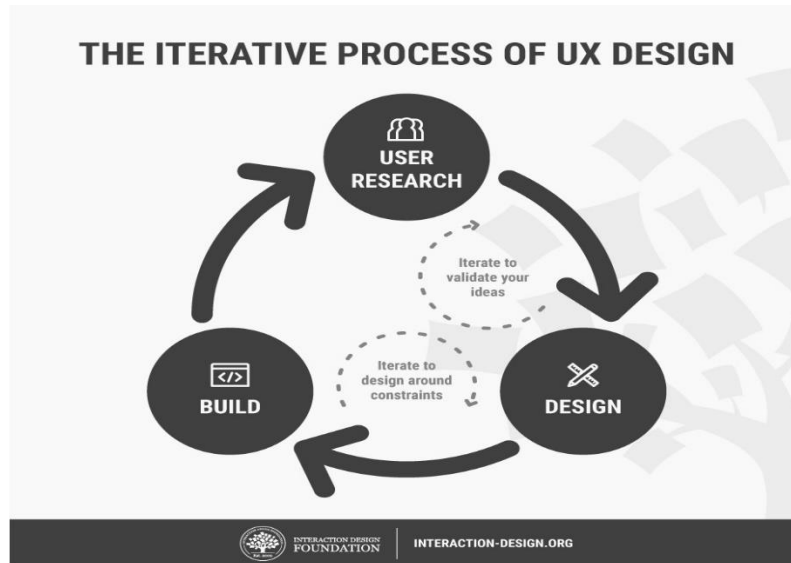 THE ITERATIVE PROCESS OF UX DESIGN
USER
RESEARCH
Iterate to
validate your
ideas
Iterate to
design around
constraints
</>
BUILD
DESIGN
INTERACTION DESIGN
FOUNDATION
INTERACTION-DESIGN.ORG